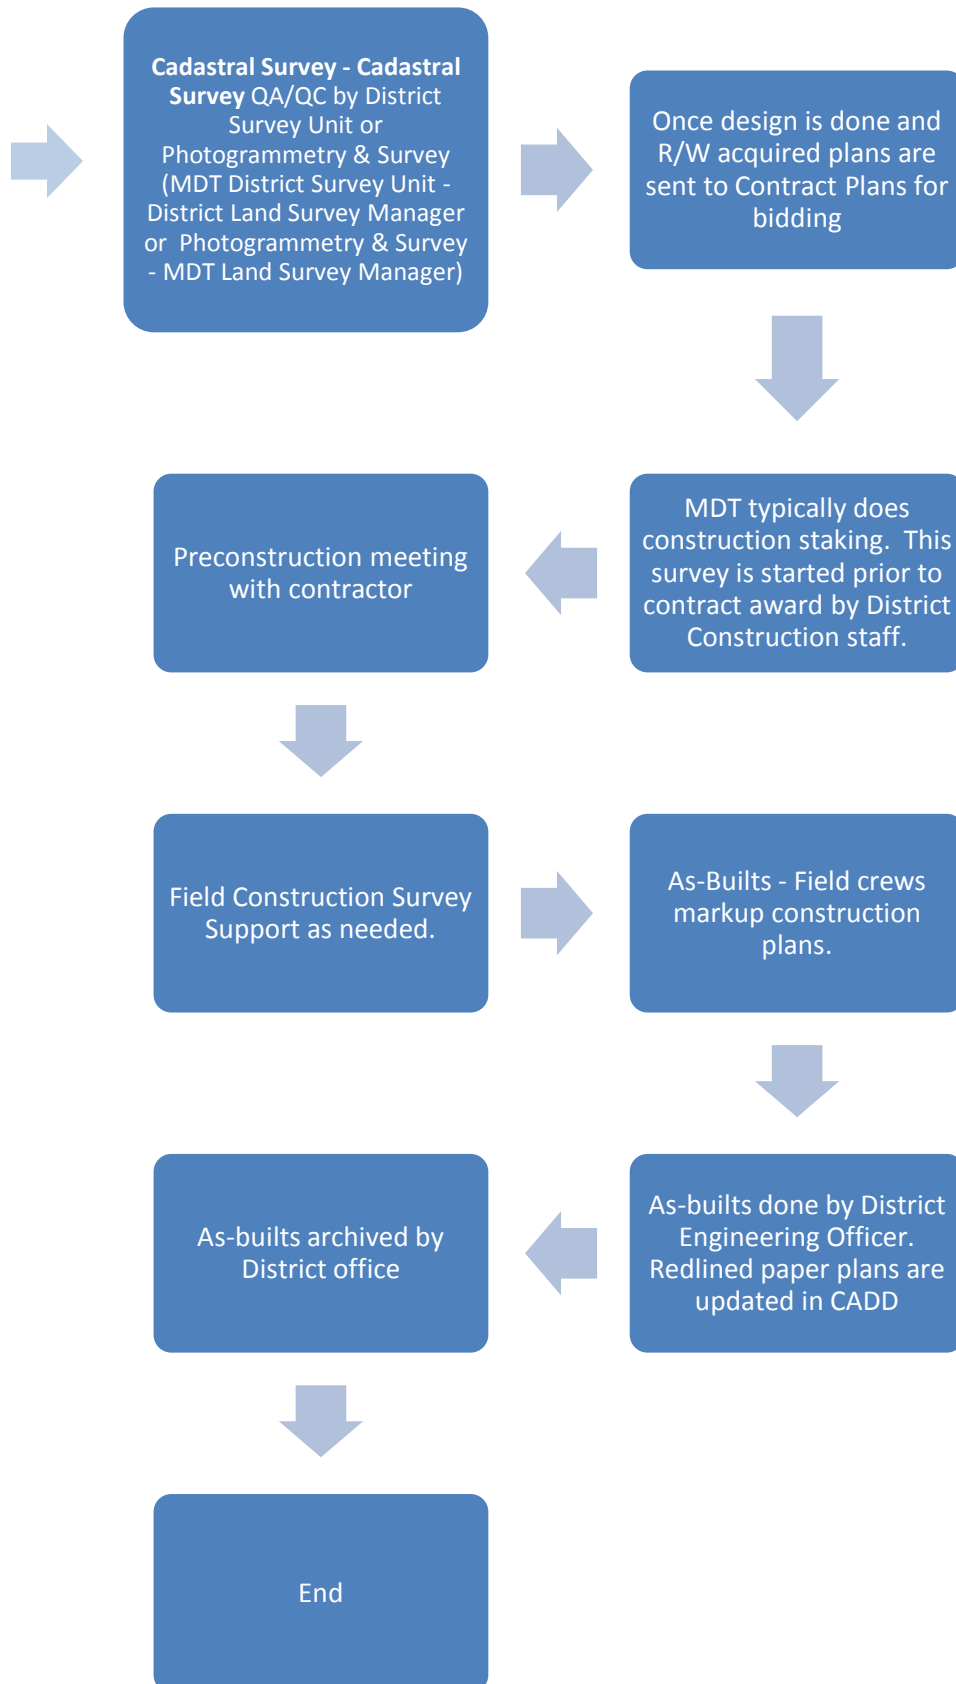 Cadastral Survey - Cadastral
Survey QA/QC by District
Survey Unit or
Photogrammetry & Survey
(MDT District Survey Unit -
District Land Survey Manager
or Photogrammetry & Survey
- MDT Land Survey Manager)
Once design is done and
R/W acquired plans are
sent to Contract Plans for
bidding
MDT typically does
construction staking. This
survey is started prior to
contract award by District
Construction staff.
Preconstruction meeting
with contractor
Field Construction Survey
Support as needed.
As-Builts - Field crews
markup construction
plans.
As-builts done by District
Engineering Officer.
Redlined paper plans are
updated in CADD
As-builts archived by
District office
End